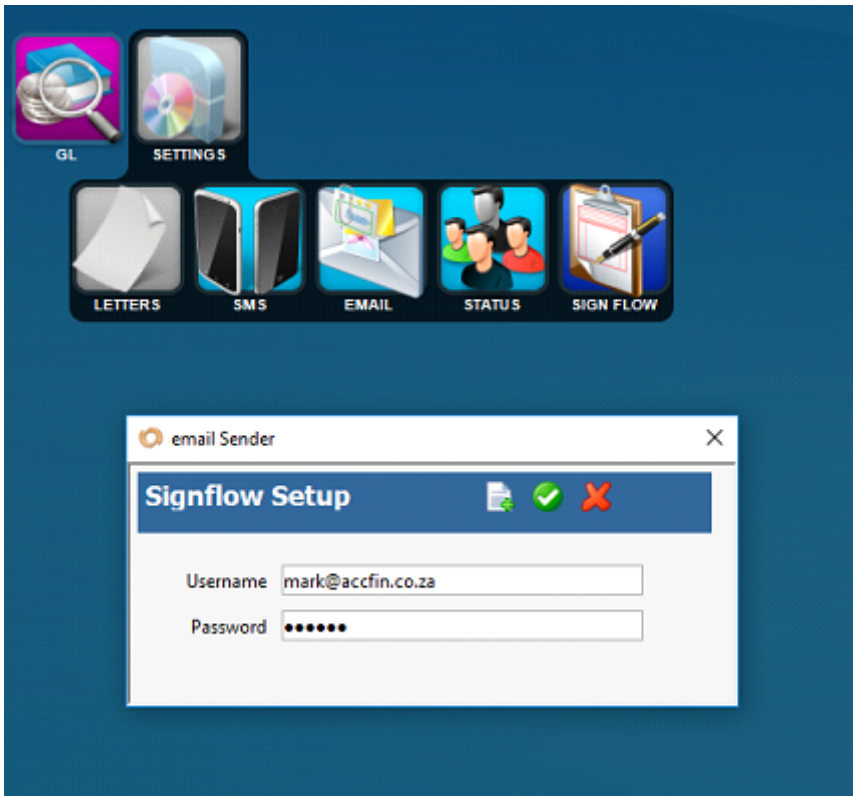 GL
SETTINGS
LETTERS SMS EMAIL STATUS SIGN FLOW
email Sender
Signflow Setup
Username mark@accfin.co.za
Password ••••••